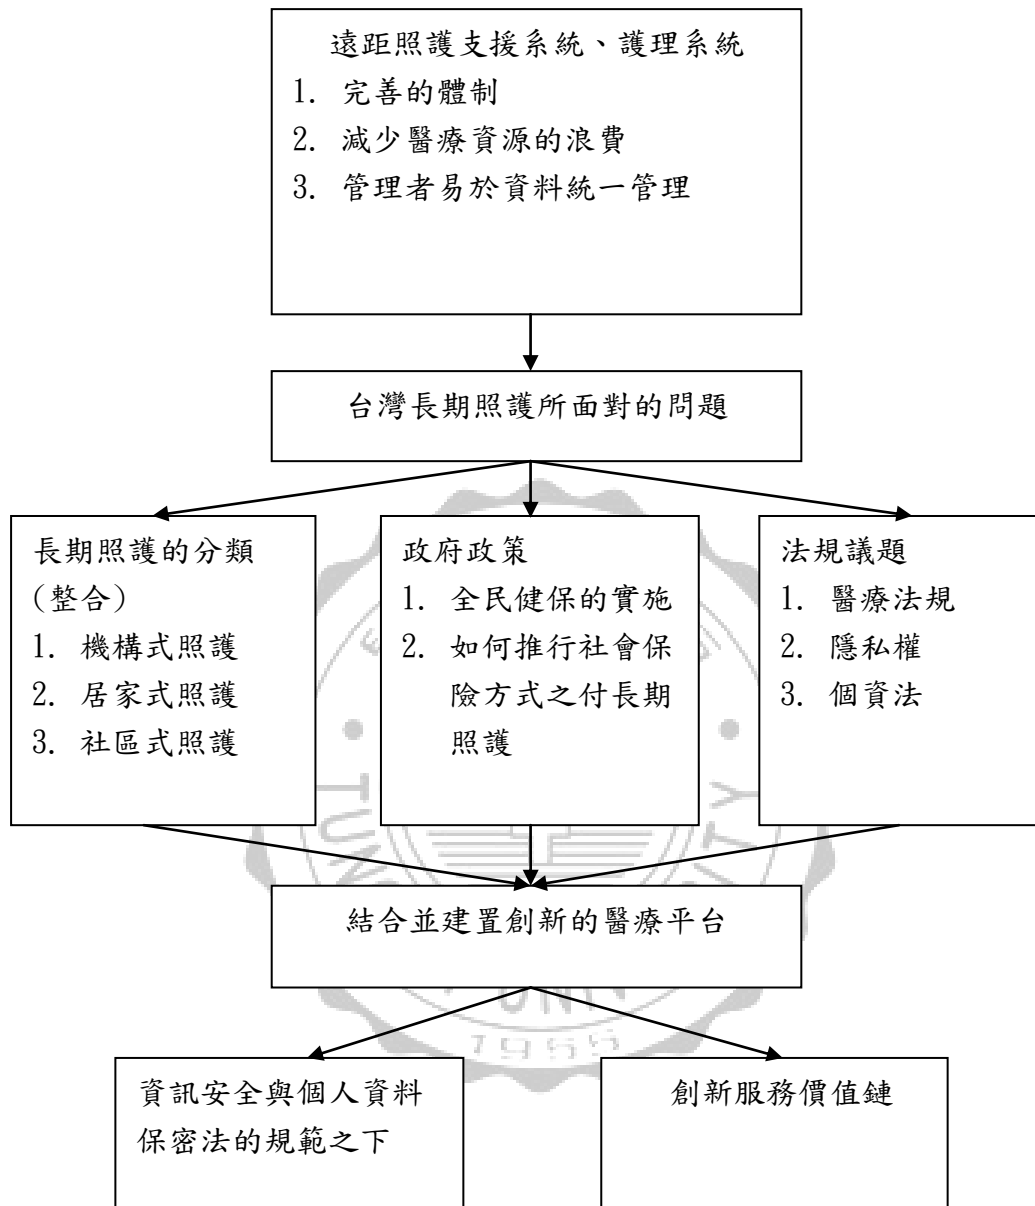 遠距照護支援系統、護理系統
1. 完善的體制
2. 減少醫療資源的浪費
3. 管理者易於資料統一管理
台灣長期照護所面對的問題
長期照護的分類
(整合)
1. 機構式照護
2. 居家式照護
3. 社區式照護
政府政策
1. 全民健保的實施
2. 如何推行社會保
險方式之付長期
照護
法規議題
1. 醫療法規
2. 隱私權
3. 個資法
結合並建置創新的醫療平台
1955
資訊安全與個人資料
保密法的規範之下
創新服務價值鏈